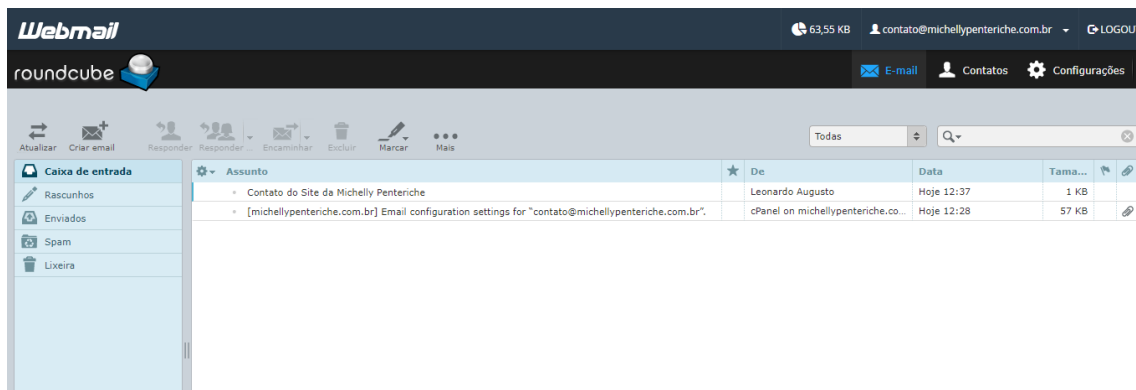 Webmail
63,55 KB contato@michellypenteriche.com.br LOGOU
roundcube
E-mail Contatos Configurações
Atualizar Criar email Responder Responder ... Encaminhar Excluir Marcar Mais
Todas
Caixa de entrada
Rascunhos
Enviados
Spam
Lixeira
Assunto De Data Tama...
Contato do Site da Michelly Penteriche Leonardo Augusto Hoje 12:37 1 KB
[michellypenteriche.com.br] Email configuration settings for “contato@michellypenteriche.com.br”. cPanel on michellypenteriche.co... Hoje 12:28 57 KB